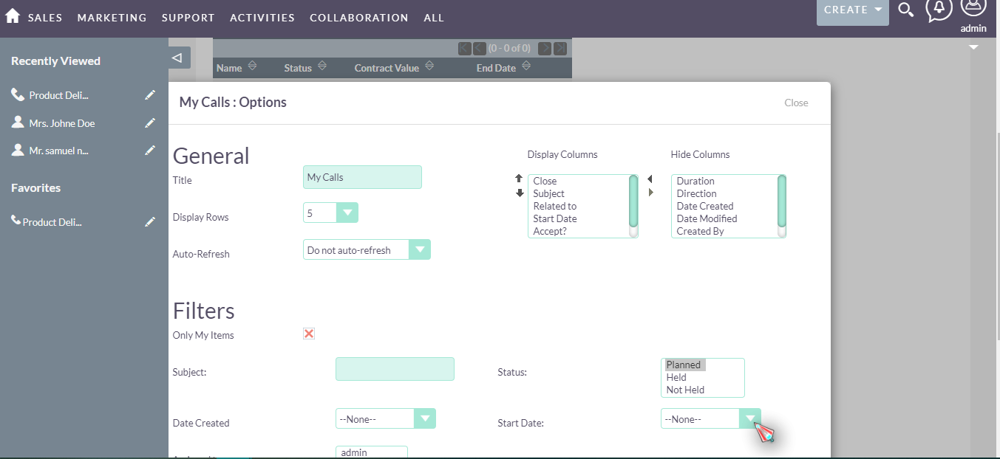 SALES MARKETING SUPPORT ACTIVITIES COLLABORATION ALL CREATE
admin
Recently Viewed
Product Deli...
Mrs. Johne Doe
Mr. samuel n...
Favorites
Product Deli...
(0 - 0 of 0)
Name Status Contract Value End Date
My Calls : Options Close
General
Title My Calls
Display Rows 5
Auto-Refresh Do not auto-refresh
Display Columns
Close
Subject
Related to
Start Date
Accept?
Hide Columns
Duration
Direction
Date Created
Date Modified
Created By
Filters
Only My Items
Subject:
Status:
Planned
Held
Not Held
Date Created --None--
Start Date: --None--
admin